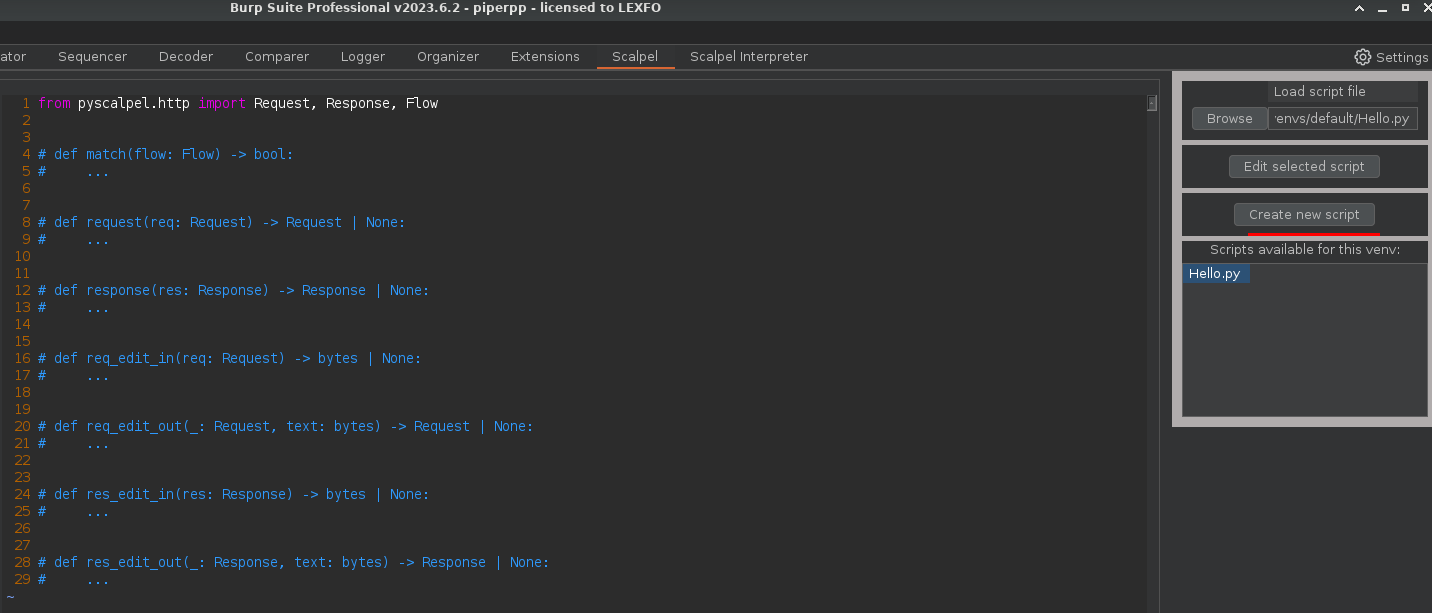 Burp Suite Professional v2023.6.2 - piperpp - licensed to LEXFO
ator Sequencer Decoder Comparer Logger Organizer Extensions Scalpel Scalpel Interpreter Settings
1 from pyscalpel.http import Request, Response, Flow
2
3
4 # def match(flow: Flow) -> bool:
5 #     ...
6
7
8 # def request(req: Request) -> Request | None:
9 #     ...
10
11
12 # def response(res: Response) -> Response | None:
13 #     ...
14
15
16 # def req_edit_in(req: Request) -> bytes | None:
17 #     ...
18
19
20 # def req_edit_out(_: Request, text: bytes) -> Request | None:
21 #     ...
22
23
24 # def res_edit_in(res: Response) -> bytes | None:
25 #     ...
26
27
28 # def res_edit_out(_: Response, text: bytes) -> Response | None:
29 #     ...
~
Load script file
Browse envs/default/Hello.py
Edit selected script
Create new script
Scripts available for this venv:
Hello.py